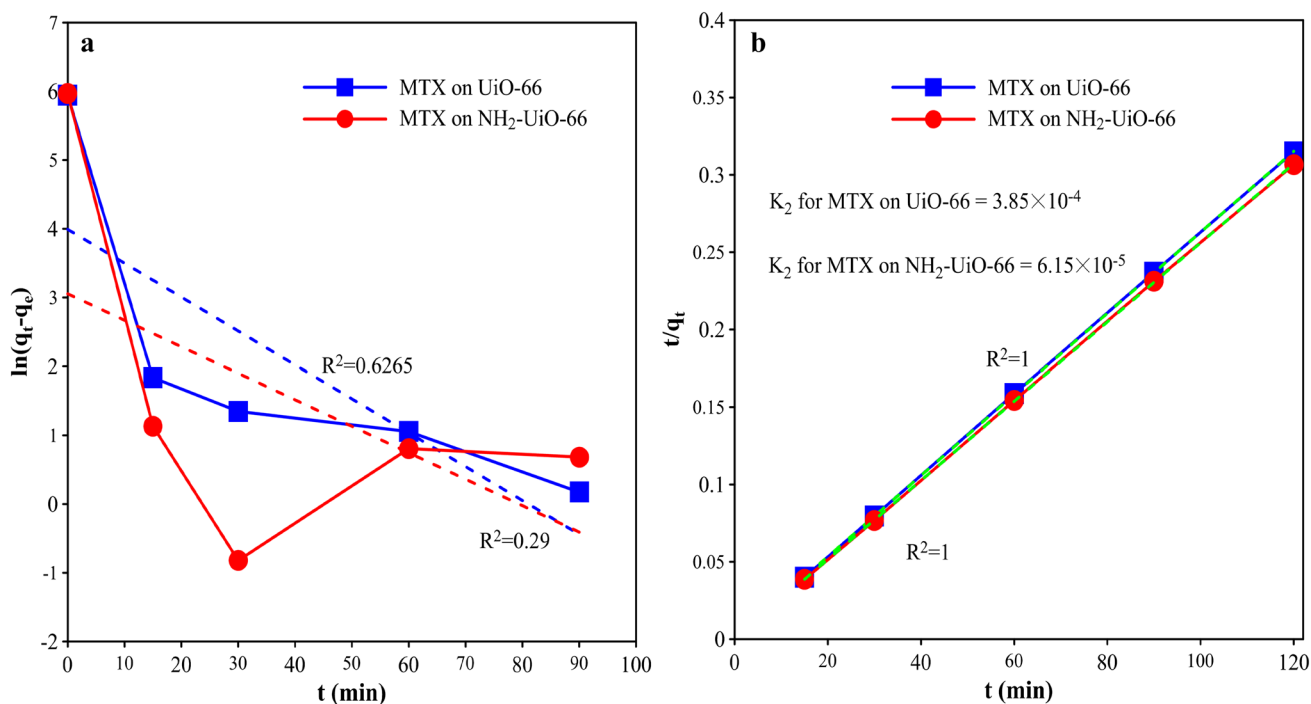 a
MTX on UiO-66
MTX on NH₂-UiO-66
7
6
5
4
3
2
1
0
-1
-2
ln(qₜ-qₑ)
R²=0.6265
R²=0.29
0 10 20 30 40 50 60 70 80 90 100
t (min)
b
MTX on UiO-66
MTX on NH₂-UiO-66
K₂ for MTX on UiO-66 = 3.85×10⁻⁴
K₂ for MTX on NH₂-UiO-66 = 6.15×10⁻⁵
0.4
0.35
0.3
0.25
0.2
0.15
0.1
0.05
0
t/qₜ
R²=1
R²=1
0 20 40 60 80 100 120
t (min)